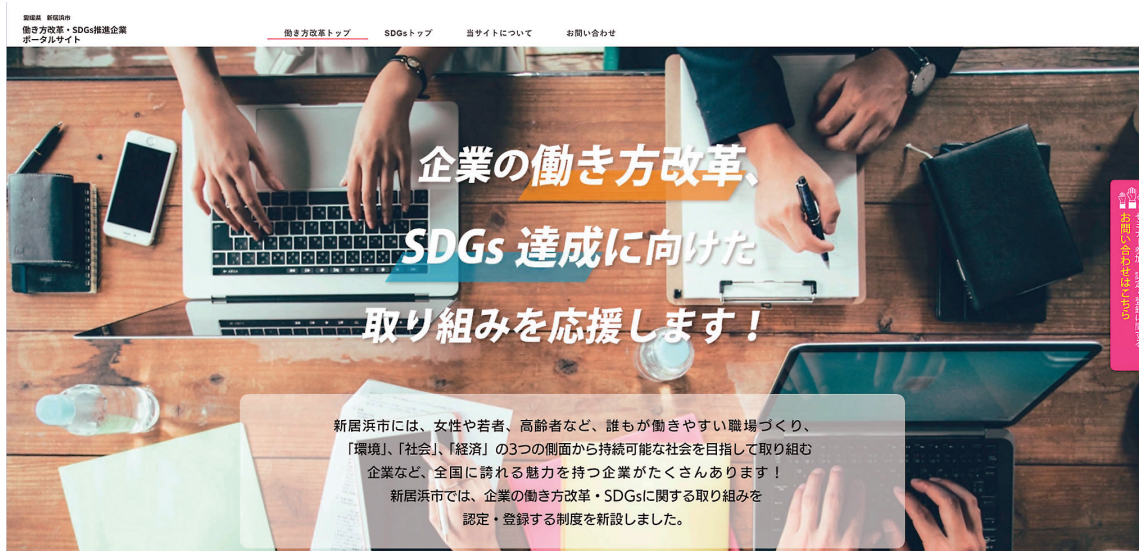 愛媛県 新居浜市
働き方改革・SDGs推進企業
ポータルサイト
働き方改革トップ
SDGsトップ
当サイトについて
お問い合わせ
企業の働き方改革、
SDGs 達成に向けた
取り組みを応援します！
新居浜市には、女性や若者、高齢者など、誰もが働きやすい職場づくり、
「環境」、「社会」、「経済」の3つの側面から持続可能な社会を目指して取り組む
企業など、全国に誇れる魅力を持つ企業がたくさんあります！
新居浜市では、企業の働き方改革・SDGsに関する取り組みを
認定・登録する制度を新設しました。
お問い合わせはこちら